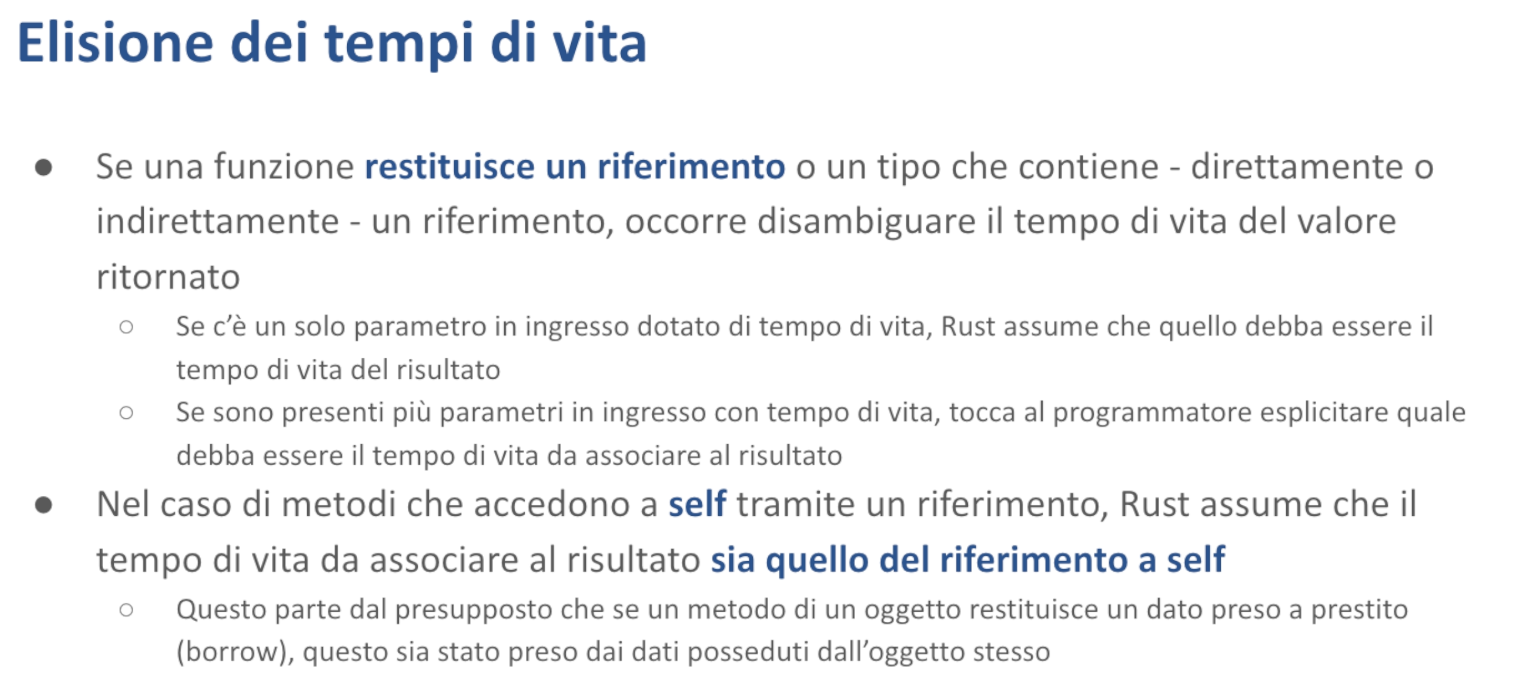 Elisione dei tempi di vita
● Se una funzione restituisce un riferimento o un tipo che contiene - direttamente o
indirettamente - un riferimento, occorre disambiguare il tempo di vita del valore
ritornato
○ Se c’è un solo parametro in ingresso dotato di tempo di vita, Rust assume che quello debba essere il
tempo di vita del risultato
○ Se sono presenti più parametri in ingresso con tempo di vita, tocca al programmatore esplicitare quale
debba essere il tempo di vita da associare al risultato
● Nel caso di metodi che accedono a self tramite un riferimento, Rust assume che il
tempo di vita da associare al risultato sia quello del riferimento a self
○ Questo parte dal presupposto che se un metodo di un oggetto restituisce un dato preso a prestito
(borrow), questo sia stato preso dai dati posseduti dall’oggetto stesso